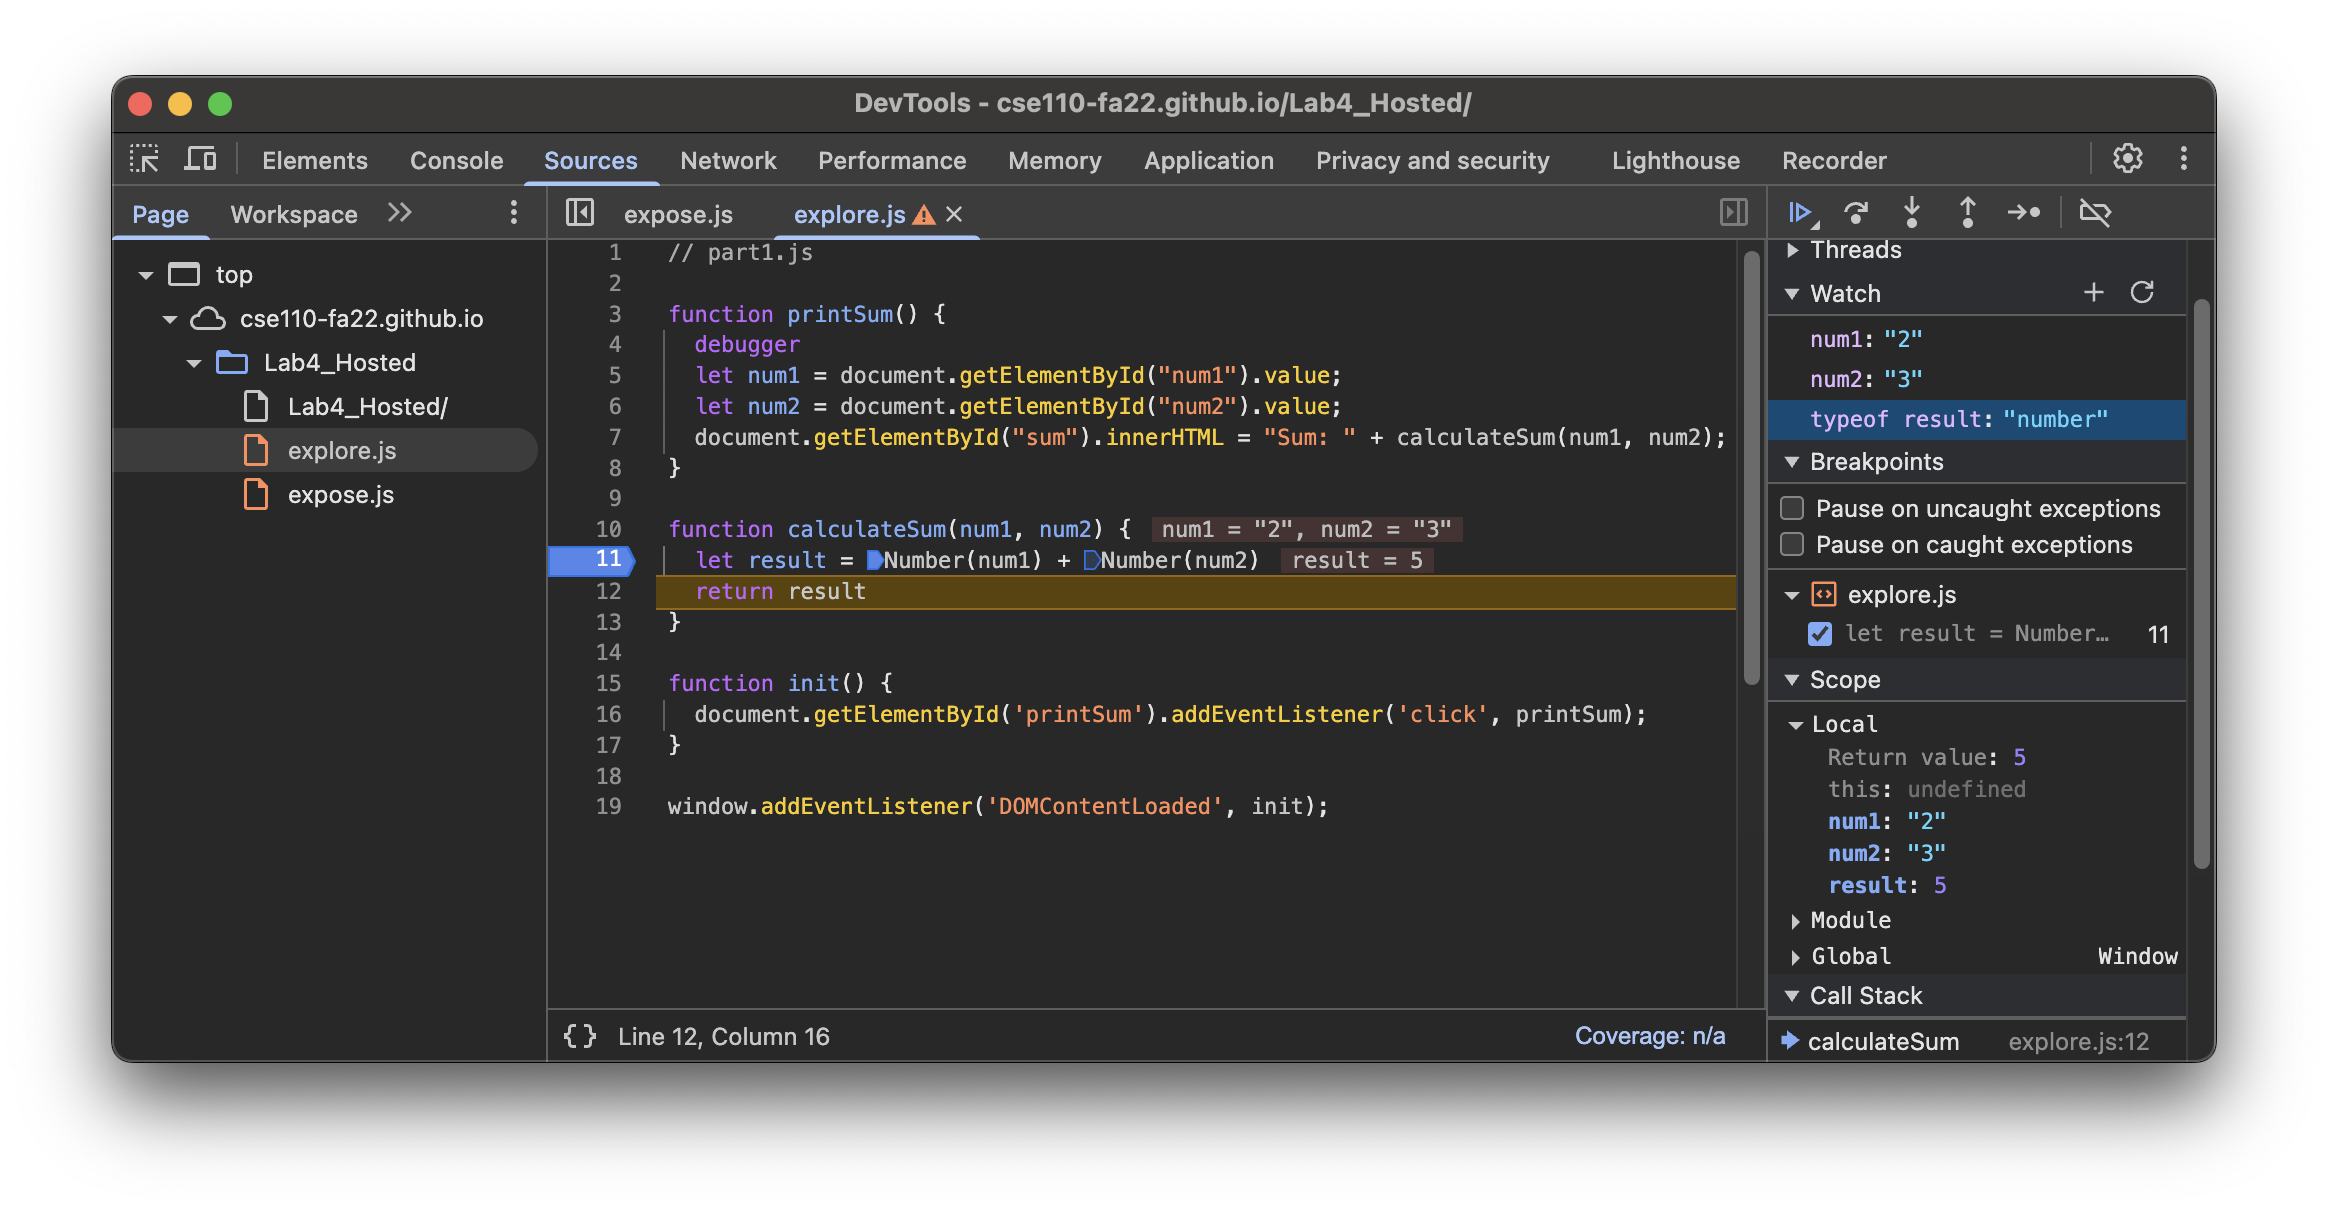 DevTools - cse110-fa22.github.io/Lab4_Hosted/
Elements Console Sources Network Performance Memory Application Privacy and security Lighthouse Recorder
Page Workspace
top
cse110-fa22.github.io
Lab4_Hosted
Lab4_Hosted/
explore.js
expose.js
expose.js explore.js
1 // part1.js
2
3 function printSum() {
4 debugger
5 let num1 = document.getElementById("num1").value;
6 let num2 = document.getElementById("num2").value;
7 document.getElementById("sum").innerHTML = "Sum: " + calculateSum(num1, num2);
8 }
9
10 function calculateSum(num1, num2) { num1 = "2", num2 = "3"
11 let result = Number(num1) + Number(num2) result = 5
12 return result
13 }
14
15 function init() {
16 document.getElementById('printSum').addEventListener('click', printSum);
17 }
18
19 window.addEventListener('DOMContentLoaded', init);
{} Line 12, Column 16 Coverage: n/a
Threads
Watch
num1: "2"
num2: "3"
typeof result: "number"
Breakpoints
Pause on uncaught exceptions
Pause on caught exceptions
explore.js
let result = Number… 11
Scope
Local
Return value: 5
this: undefined
num1: "2"
num2: "3"
result: 5
Module
Global Window
Call Stack
calculateSum explore.js:12